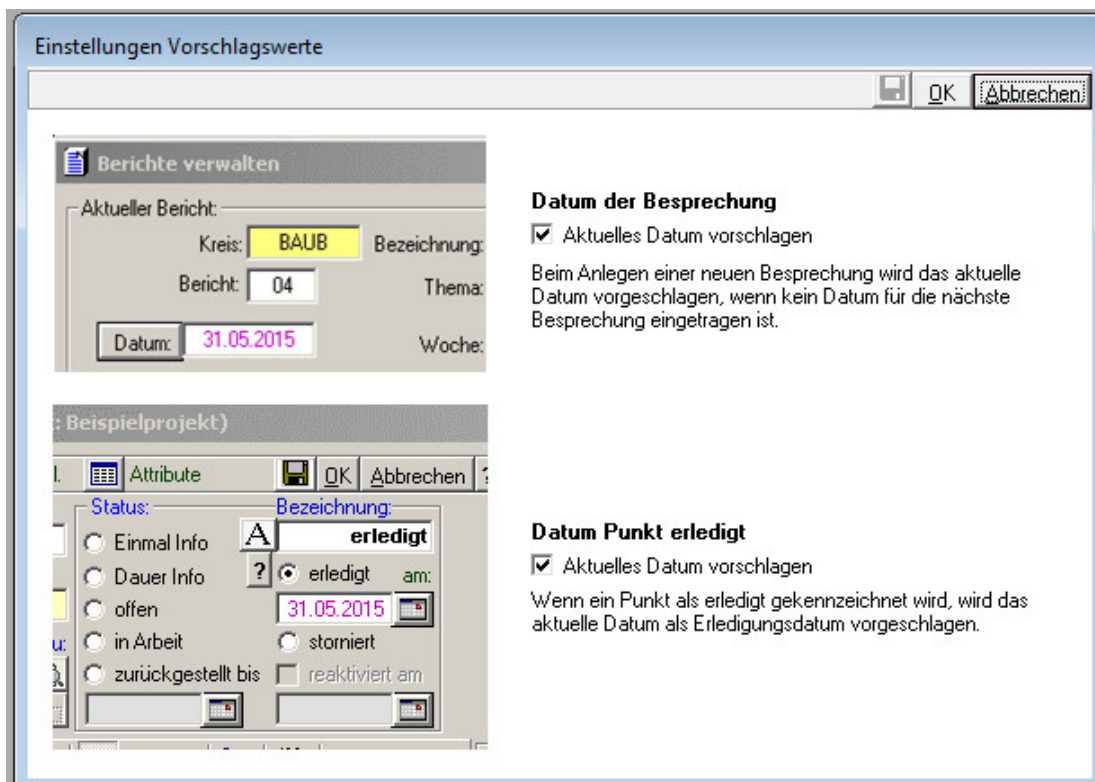 Einstellungen Vorschlagswerte
OK Abbrechen
Berichte verwalten
Aktueller Bericht:
Kreis: BAUB Bezeichnung:
Bericht: 04 Thema:
Datum: 31.05.2015 Woche:
Datum der Besprechung
Aktuelles Datum vorschlagen
Beim Anlegen einer neuen Besprechung wird das aktuelle
Datum vorgeschlagen, wenn kein Datum für die nächste
Besprechung eingetragen ist.
: Beispielprojekt)
l. Attribute OK Abbrechen ?
Status: Bezeichnung:
Einmal Info A erledigt
Dauer Info ? erledigt am:
offen 31.05.2015
u: in Arbeit storniert
zurückgestellt bis reaktiviert am
Datum Punkt erledigt
Aktuelles Datum vorschlagen
Wenn ein Punkt als erledigt gekennzeichnet wird, wird das
aktuelle Datum als Erledigungsdatum vorgeschlagen.